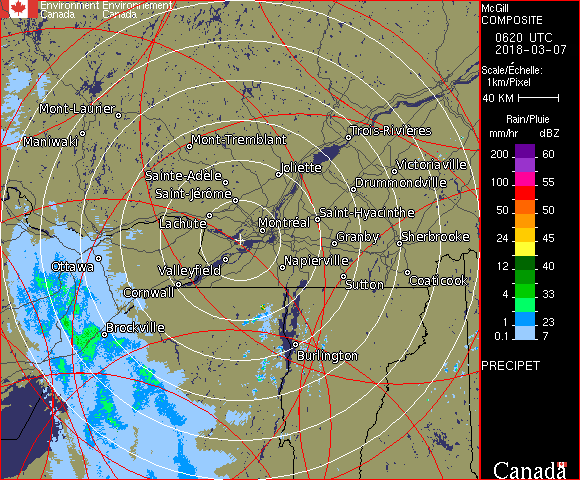 Environment Environnement
Canada Canada
McGill
COMPOSITE
0620 UTC
2018-03-07
Scale/Échelle:
1km/Pixel
40 KM
Rain/Pluie
mm/hr dBZ
200 60
100 55
50 50
24 45
12 40
8 38
4 33
1 23
0.1 7
PRECIPET
Mont-Laurier
Maniwaki
Mont-Tremblant
Trois-Rivières
Joliette
Victoriaville
Sainte-Adèle
Drummondville
Saint-Jérôme
Saint-Hyacinthe
Lachute
Montréal
Granby
Sherbrooke
Ottawa
Valleyfield
Napierville
Sutton
Coaticook
Cornwall
Brockville
Burlington
Canada